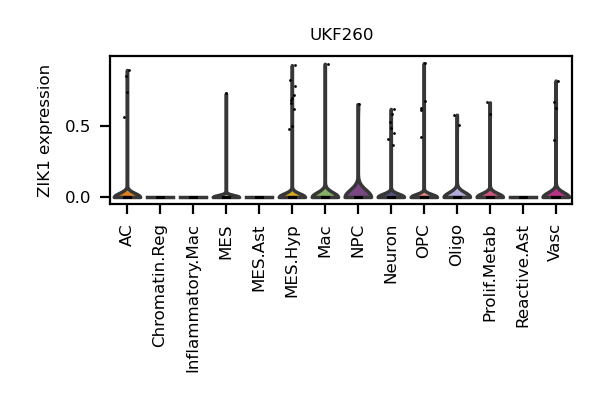 UKF260
ZIK1 expression
0.5
0.0
AC
Chromatin.Reg
Inflammatory.Mac
MES
MES.Ast
MES.Hyp
Mac
NPC
Neuron
OPC
Oligo
Prolif.Metab
Reactive.Ast
Vasc